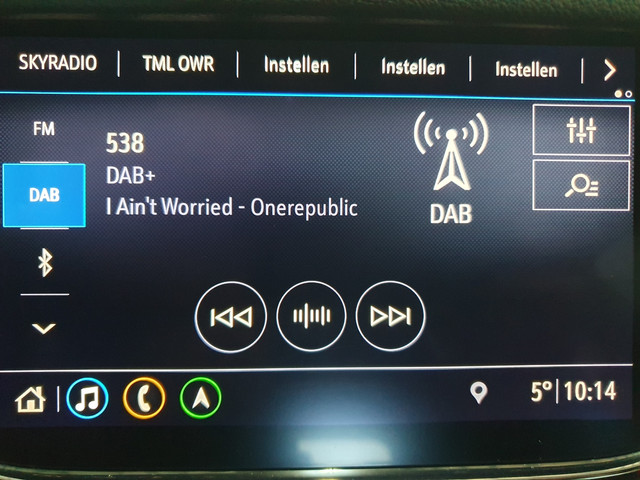 SKYRADIO TML OWR Instellen Instellen Instellen
FM
538
DAB+
DAB
I Ain't Worried - Onerepublic
DAB
5° 10:14